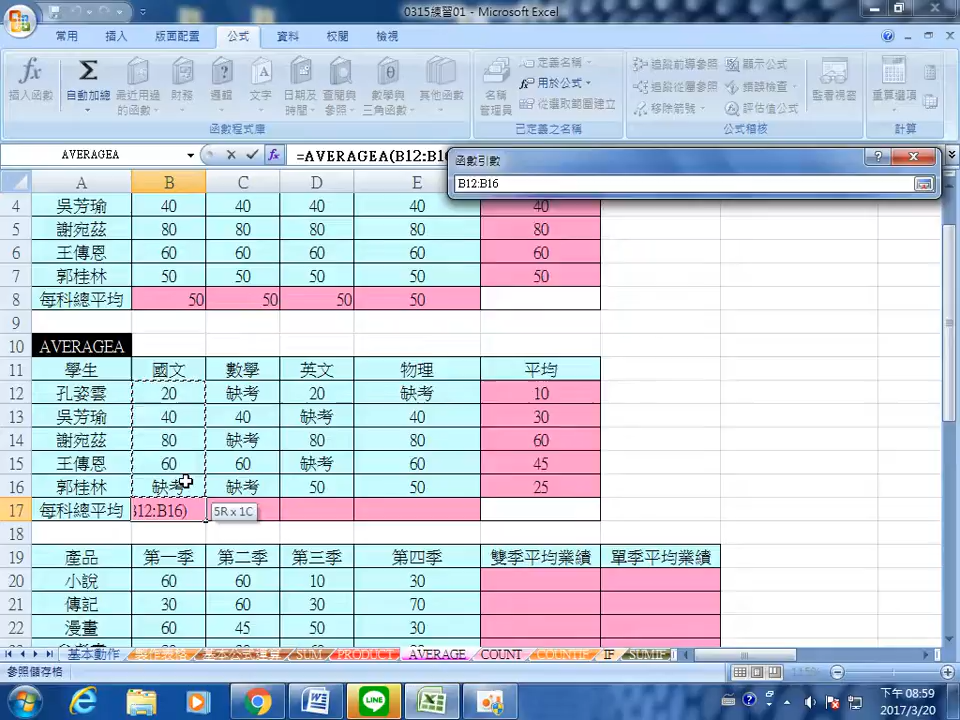 0315練習01 - Microsoft Excel
常用 插入 版面配置 公式 資料 校閱 檢視
插入函數 自動加總 最近用過的函數 財務 邏輯 文字 日期及時間 查閱與參照 數學與三角函數 其他函數 名稱管理員 定義名稱 用於公式 從選取範圍建立 追蹤前導參照 追蹤從屬參照 移除箭號 顯示公式 錯誤檢查 評估值公式 監看視窗 重算選項
函數程式庫 已定義之名稱 公式稽核 計算
AVERAGEA =AVERAGEA(B12:B16
函數引數
B12:B16
A B C D E
4 吳芳瑜 40 40 40 40 40
5 謝宛茲 80 80 80 80 80
6 王傳恩 60 60 60 60 60
7 郭桂林 50 50 50 50 50
8 每科總平均 50 50 50 50
9
10 AVERAGEA
11 學生 國文 數學 英文 物理 平均
12 孔姿雲 20 缺考 20 缺考 10
13 吳芳瑜 40 40 缺考 40 30
14 謝宛茲 80 缺考 80 80 60
15 王傳恩 60 60 缺考 60 45
16 郭桂林 缺考 缺考 50 50 25
17 每科總平均 B12:B16) 5R x 1C
18
19 產品 第一季 第二季 第三季 第四季 雙季平均業績 單季平均業績
20 小說 60 60 10 30
21 傳記 30 60 30 70
22 漫畫 60 45 50 30
基本動作 製作表格 基本公式運算 SUM PRODUCT AVERAGE COUNT COUNTIF IF SUMIF
參照儲存格
下午 08:59
2017/3/20